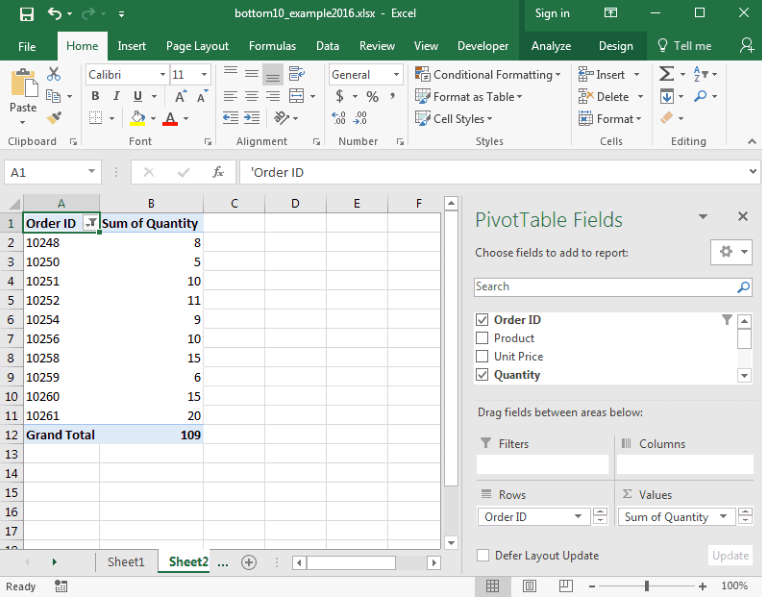 bottom10_example2016.xlsx - Excel
Sign in
File Home Insert Page Layout Formulas Data Review View Developer Analyze Design Tell me
Paste
Calibri 11
General
Conditional Formatting
Format as Table
Cell Styles
Insert
Delete
Format
B I U A A
$ % ,
Clipboard Font Alignment Number Styles Cells Editing
A1 fx 'Order ID
A B C D E F
1 Order ID Sum of Quantity
2 10248 8
3 10250 5
4 10251 10
5 10252 11
6 10254 9
7 10256 10
8 10258 15
9 10259 6
10 10260 15
11 10261 20
12 Grand Total 109
13
14
15
16
17
PivotTable Fields
Choose fields to add to report:
Search
Order ID
Product
Unit Price
Quantity
Drag fields between areas below:
Filters Columns
Rows Σ Values
Order ID Sum of Quantity
Defer Layout Update Update
Sheet1 Sheet2 ...
Ready 100%